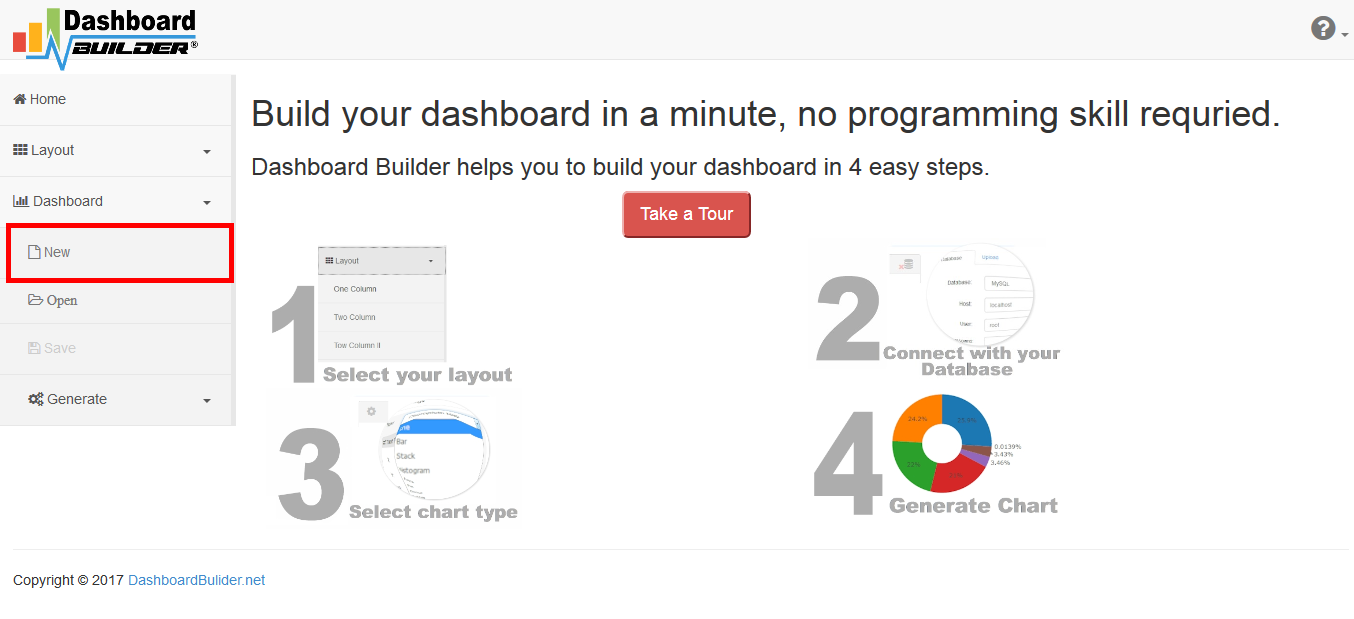 Dashboard
BUILDER®
Home
Layout
Dashboard
New
Open
Save
Generate
Build your dashboard in a minute, no programming skill requried.
Dashboard Builder helps you to build your dashboard in 4 easy steps.
Take a Tour
1
Layout
One Column
Two Column
Tow Column II
Select your layout
2
Database
Upload
Database: MySQL
Host: localhost
User: root
Connect with your
Database
3
Bar
Stack
Select chart type
4
24.2%
0.0139%
3.43%
3.46%
Generate Chart
Copyright © 2017 DashboardBulider.net